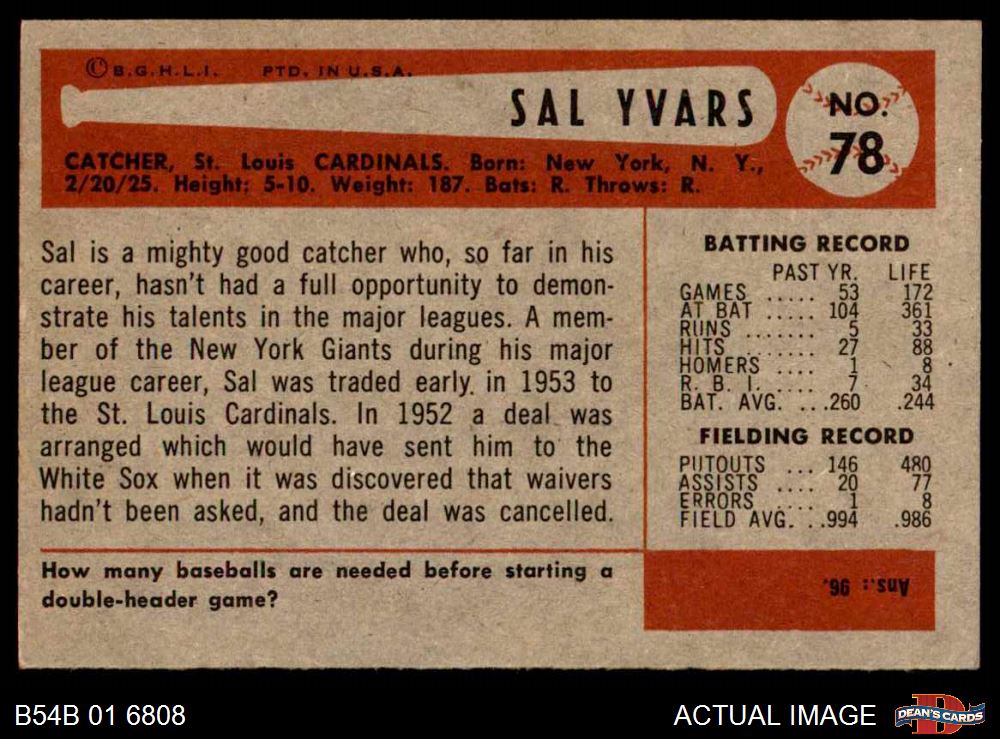 © B.G.H.L.I. PTD. IN U.S.A.
SAL YVARS
NO.
78
CATCHER, St. Louis CARDINALS. Born: New York, N. Y.,
2/20/25. Height: 5-10. Weight: 187. Bats: R. Throws: R.
Sal is a mighty good catcher who, so far in his
career, hasn't had a full opportunity to demon-
strate his talents in the major leagues. A mem-
ber of the New York Giants during his major
league career, Sal was traded early in 1953 to
the St. Louis Cardinals. In 1952 a deal was
arranged which would have sent him to the
White Sox when it was discovered that waivers
hadn't been asked, and the deal was cancelled.
BATTING RECORD
PAST YR. LIFE
GAMES ..... 53 172
AT BAT ..... 104 361
RUNS ....... 5 33
HITS ....... 27 88
HOMERS .... 1 8
R. B. I. .... 7 34
BAT. AVG. ...260 .244
FIELDING RECORD
PUTOUTS ... 146 480
ASSISTS .... 20 77
ERRORS ..... 1 8
FIELD AVG. ..994 .986
How many baseballs are needed before starting a
double-header game?
Ans.: 96.
B54B 01 6808
ACTUAL IMAGE
D
DEAN'S CARDS